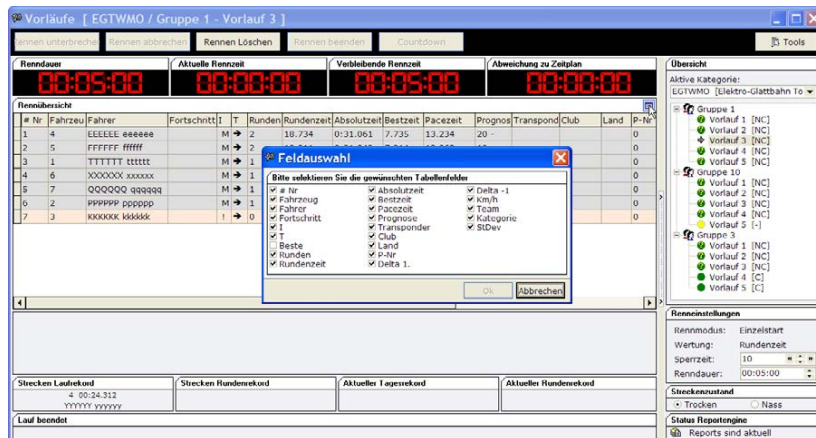 Vorläufe [ EGTWMO / Gruppe 1 - Vorlauf 3 ]
Rennen unterbrechen Rennen abbrechen Rennen Löschen Rennen beenden Countdown Tools
Renndauer Aktuelle Rennzeit Verbleibende Rennzeit Abweichung zu Zeitplan
00:05:00 00:00:00 00:05:00 00:00:00
Rennübersicht
# Nr Fahrzeu Fahrer Fortschritt I T Runden Rundenzeit Absolutzeit Bestzeit Pacezeit Prognos Transpond Club Land P-Nr
1 4 EEEEEE eeeeee M 2 18.734 0:31.061 7.735 13.234 20 - 0
2 5 FFFFFF ffffff M 2 0
3 1 TTTTTT tttttt M 1 0
4 6 XXXXXX xxxxxx M 1 0
5 7 QQQQQQ qqqqqq M 1 0
6 2 PPPPPP pppppp M 1 0
7 3 KKKKKK kkkkkk ! 0 0
Feldauswahl
Bitte selektieren Sie die gewünschten Tabellenfelder
# Nr Absolutzeit Delta -1
Fahrzeug Bestzeit Km/h
Fahrer Pacezeit Team
Fortschritt Prognose Kategorie
I Transponder StDev
T Club
Beste Land
Runden P-Nr
Rundenzeit Delta 1.
Ok Abbrechen
Strecken Laufrekord Strecken Rundenrekord Aktueller Tagesrekord Aktueller Rundenrekord
4 00:24.312
YYYYYY yyyyyy
Lauf beendet
Übersicht
Aktive Kategorie:
EGTWMO [Elektro-Glattbahn To
Gruppe 1
Vorlauf 1 [NC]
Vorlauf 2 [NC]
Vorlauf 3 [NC]
Gruppe 10
Vorlauf 1 [NC]
Vorlauf 2 [NC]
Vorlauf 3 [NC]
Vorlauf 4 [NC]
Vorlauf 5 [-]
Gruppe 3
Vorlauf 1 [NC]
Vorlauf 2 [NC]
Vorlauf 3 [NC]
Vorlauf 4 [C]
Vorlauf 5 [C]
Renneinstellungen
Rennmodus: Einzelstart
Wertung: Rundenzeit
Sperrzeit: 10
Renndauer: 00:05:00
Streckenzustand
Trocken Nass
Status Reportengine
Reports sind aktuell